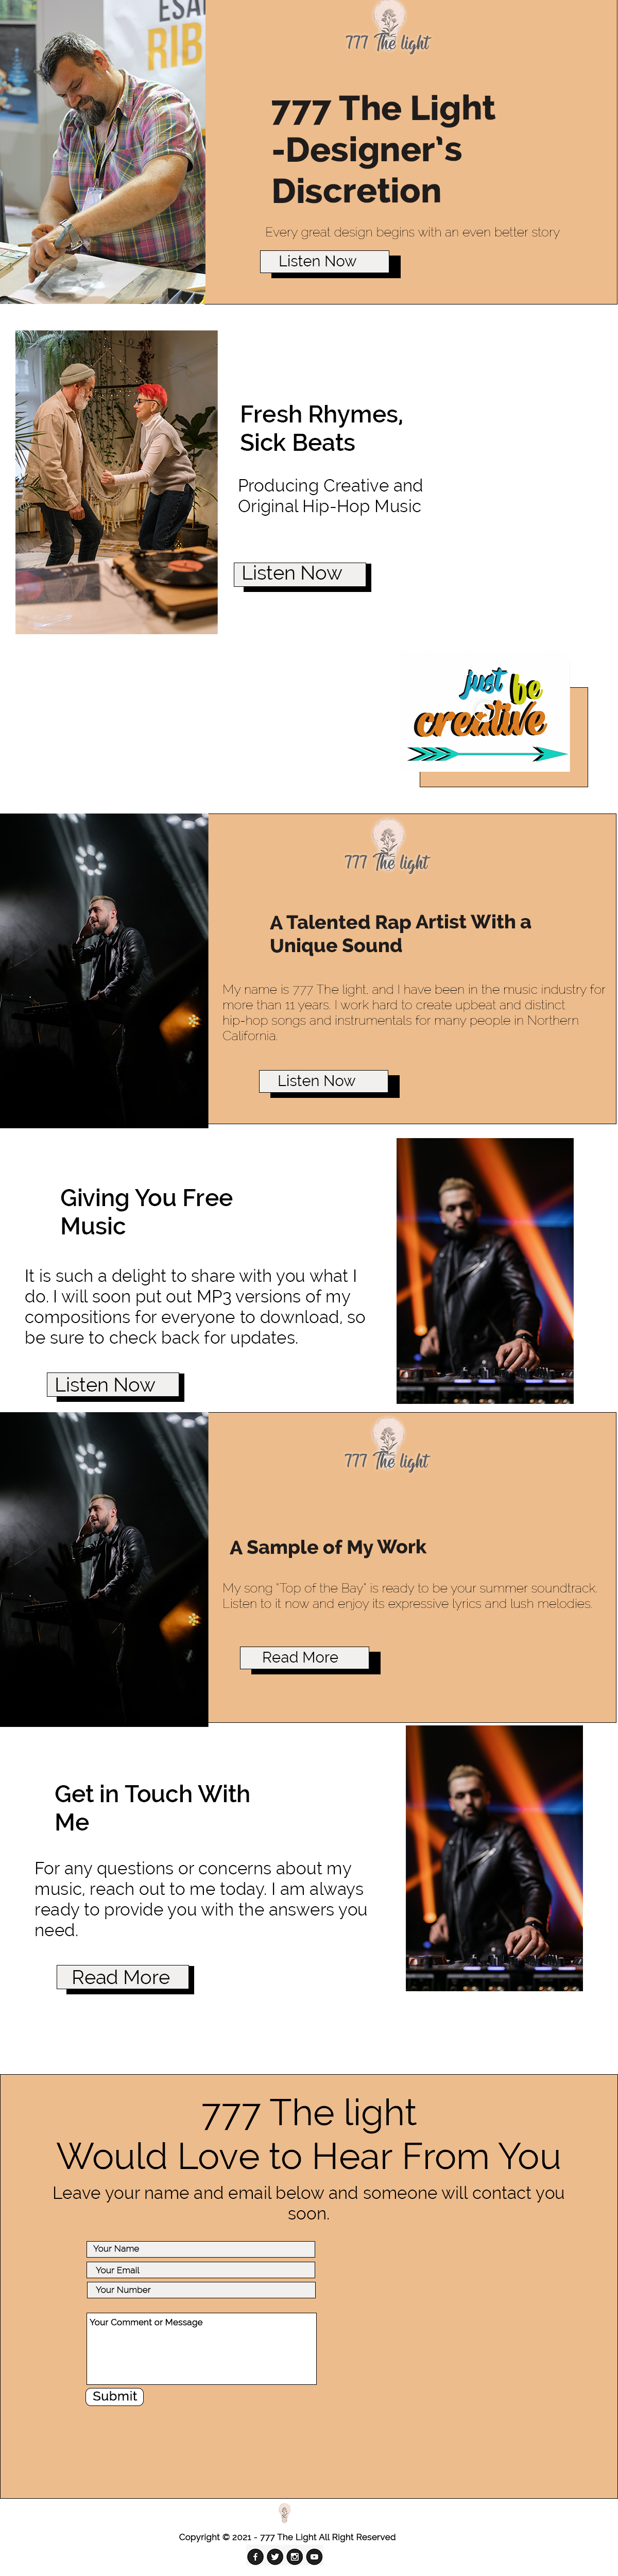 ESA
RIB
777 The light
777 The Light
-Designer's
Discretion
Every great design begins with an even better story
Listen Now
Fresh Rhymes,
Sick Beats
Producing Creative and
Original Hip-Hop Music
Listen Now
just be
creative
777 The light
A Talented Rap Artist With a
Unique Sound
My name is 777 The light, and I have been in the music industry for
more than 11 years. I work hard to create upbeat and distinct
hip-hop songs and instrumentals for many people in Northern
California.
Listen Now
Giving You Free
Music
It is such a delight to share with you what I
do. I will soon put out MP3 versions of my
compositions for everyone to download, so
be sure to check back for updates.
Listen Now
777 The light
A Sample of My Work
My song "Top of the Bay" is ready to be your summer soundtrack.
Listen to it now and enjoy its expressive lyrics and lush melodies.
Read More
Get in Touch With
Me
For any questions or concerns about my
music, reach out to me today. I am always
ready to provide you with the answers you
need.
Read More
777 The light
Would Love to Hear From You
Leave your name and email below and someone will contact you
soon.
Your Name
Your Email
Your Number
Your Comment or Message
Submit
Copyright © 2021 - 777 The Light All Right Reserved